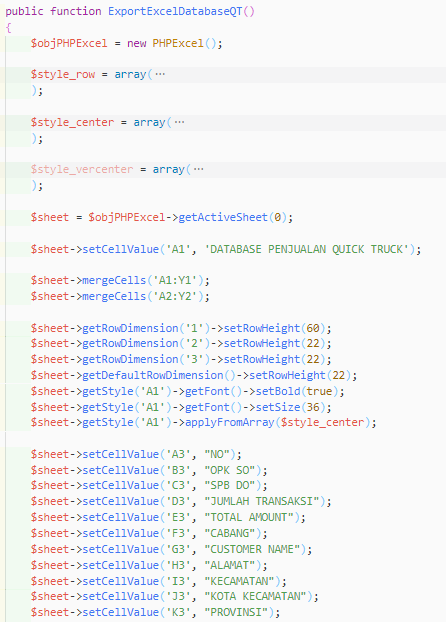 public function ExportExcelDatabaseQT()
{
$objPHPExcel = new PHPExcel();
$style_row = array(⋯
);
$style_center = array(⋯
);
$style_vercenter = array(⋯
);
$sheet = $objPHPExcel->getActiveSheet(0);
$sheet->setCellValue('A1', 'DATABASE PENJUALAN QUICK TRUCK');
$sheet->mergeCells('A1:Y1');
$sheet->mergeCells('A2:Y2');
$sheet->getRowDimension('1')->setRowHeight(60);
$sheet->getRowDimension('2')->setRowHeight(22);
$sheet->getRowDimension('3')->setRowHeight(22);
$sheet->getDefaultRowDimension()->setRowHeight(22);
$sheet->getStyle('A1')->getFont()->setBold(true);
$sheet->getStyle('A1')->getFont()->setSize(36);
$sheet->getStyle('A1')->applyFromArray($style_center);
$sheet->setCellValue('A3', "NO");
$sheet->setCellValue('B3', "OPK SO");
$sheet->setCellValue('C3', "SPB DO");
$sheet->setCellValue('D3', "JUMLAH TRANSAKSI");
$sheet->setCellValue('E3', "TOTAL AMOUNT");
$sheet->setCellValue('F3', "CABANG");
$sheet->setCellValue('G3', "CUSTOMER NAME");
$sheet->setCellValue('H3', "ALAMAT");
$sheet->setCellValue('I3', "KECAMATAN");
$sheet->setCellValue('J3', "KOTA KECAMATAN");
$sheet->setCellValue('K3', "PROVINSI");